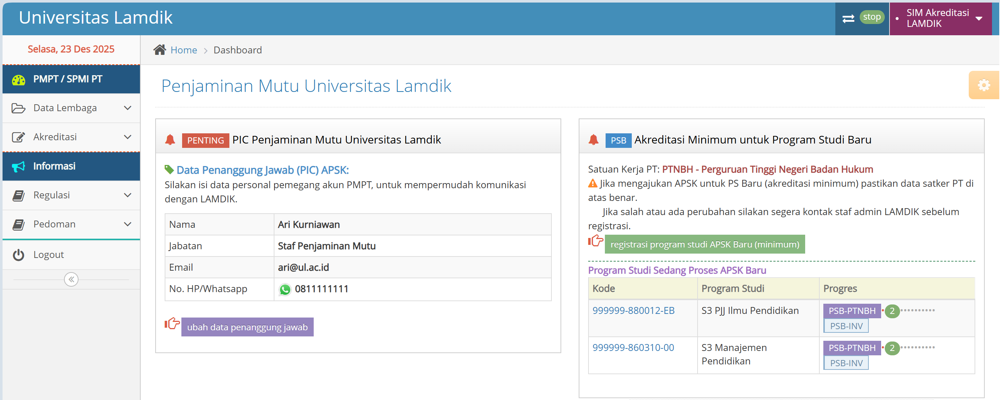 Universitas Lamdik
stop
SIM Akreditasi
LAMDIK
Selasa, 23 Des 2025
Home
Dashboard
PMPT / SPMI PT
Data Lembaga
Akreditasi
Informasi
Regulasi
Pedoman
Logout
Penjaminan Mutu Universitas Lamdik
PENTING PIC Penjaminan Mutu Universitas Lamdik
Data Penanggung Jawab (PIC) APSK:
Silakan isi data personal pemegang akun PMPT, untuk mempermudah komunikasi
dengan LAMDIK.
Nama Ari Kurniawan
Jabatan Staf Penjaminan Mutu
Email ari@ul.ac.id
No. HP/Whatsapp 0811111111
ubah data penanggung jawab
PSB Akreditasi Minimum untuk Program Studi Baru
Satuan Kerja PT: PTNBH - Perguruan Tinggi Negeri Badan Hukum
Jika mengajukan APSK untuk PS Baru (akreditasi minimum) pastikan data satker PT di
atas benar.
Jika salah atau ada perubahan silakan segera kontak staf admin LAMDIK sebelum
registrasi.
registrasi program studi APSK Baru (minimum)
Program Studi Sedang Proses APSK Baru
Kode Program Studi Progres
999999-880012-EB S3 PJJ Ilmu Pendidikan PSB-PTNBH 2
PSB-INV
999999-860310-00 S3 Manajemen PSB-PTNBH 2
Pendidikan PSB-INV